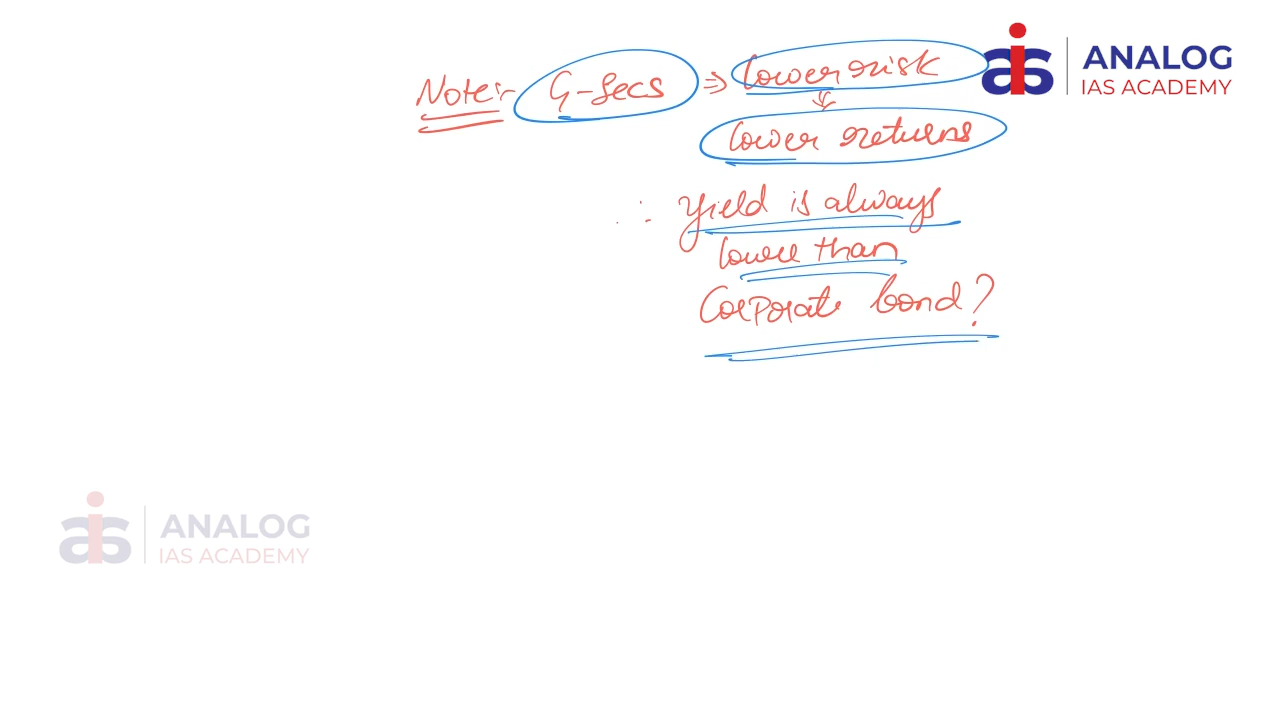 Note:- G-Secs ⇒ lower risk
lower returns
∴ Yield is always
lower than
Corporate bond?
ANALOG
IAS ACADEMY
ANALOG
IAS ACADEMY